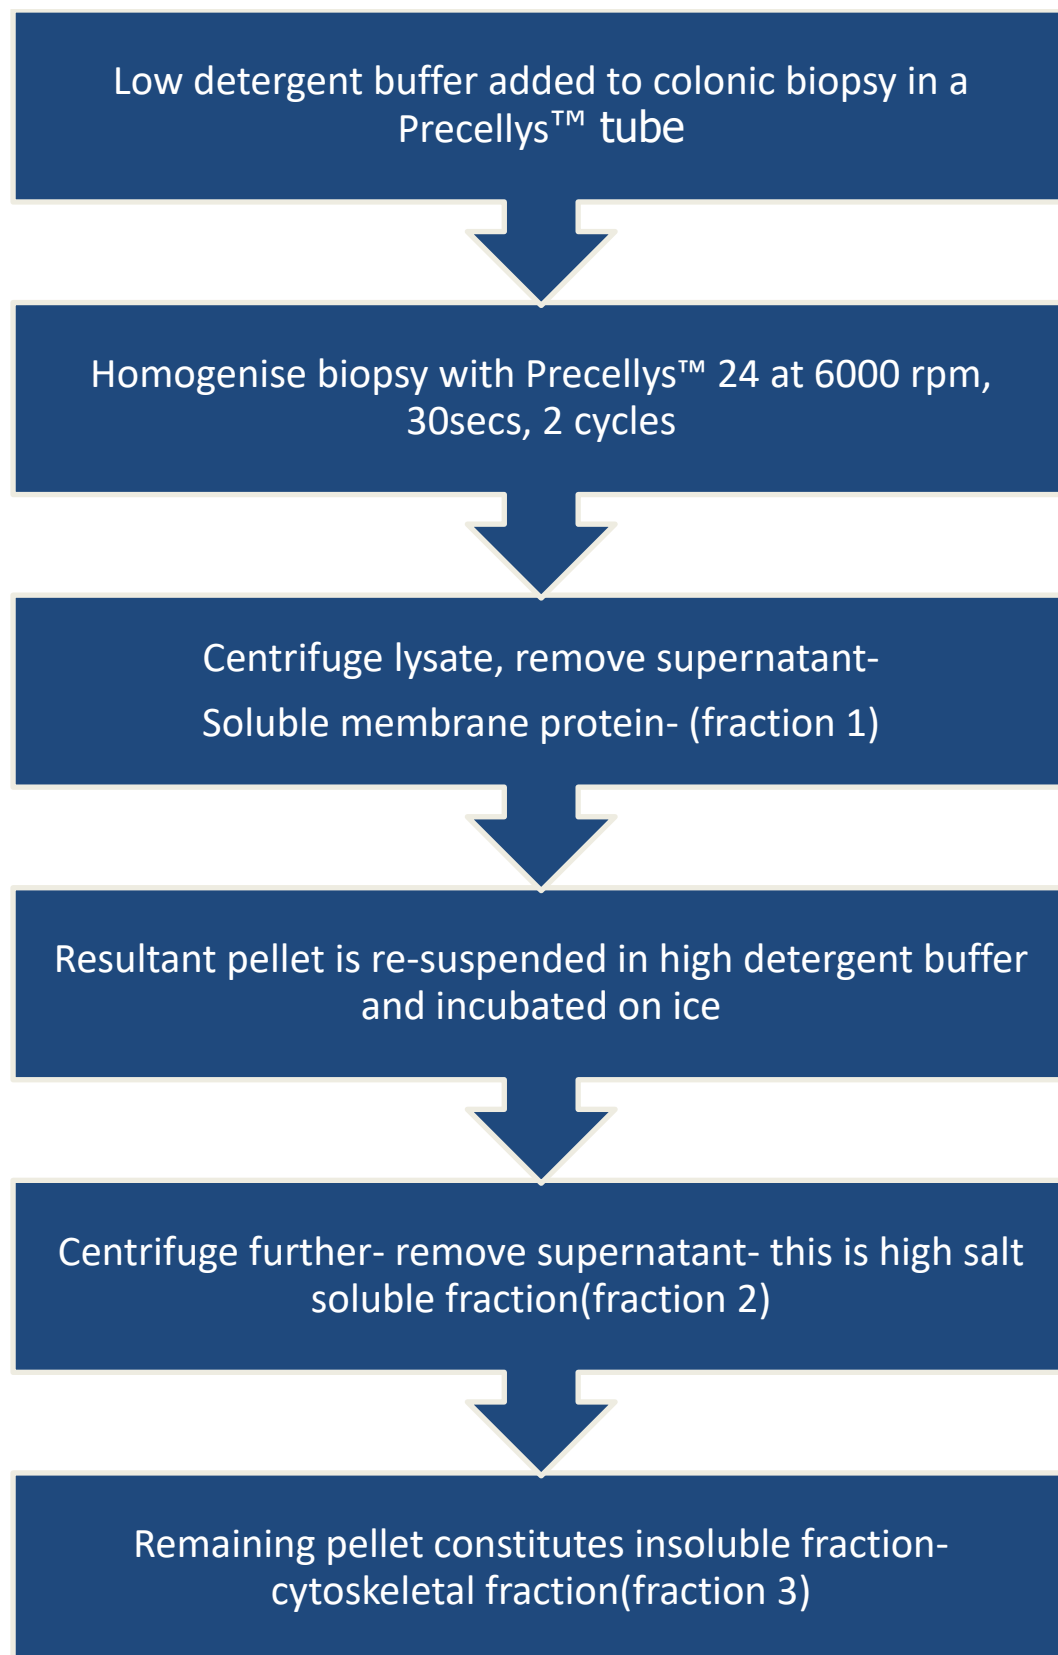 Low detergent buffer added to colonic biopsy in a
Precellys™ tube
Homogenise biopsy with Precellys™ 24 at 6000 rpm,
30secs, 2 cycles
Centrifuge lysate, remove supernatant-
Soluble membrane protein- (fraction 1)
Resultant pellet is re-suspended in high detergent buffer
and incubated on ice
Centrifuge further- remove supernatant- this is high salt
soluble fraction(fraction 2)
Remaining pellet constitutes insoluble fraction-
cytoskeletal fraction(fraction 3)